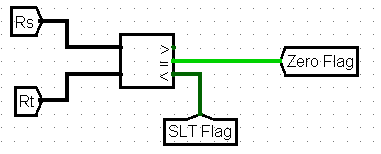 Rs
>
=
<
Zero Flag
Rt
SLT Flag